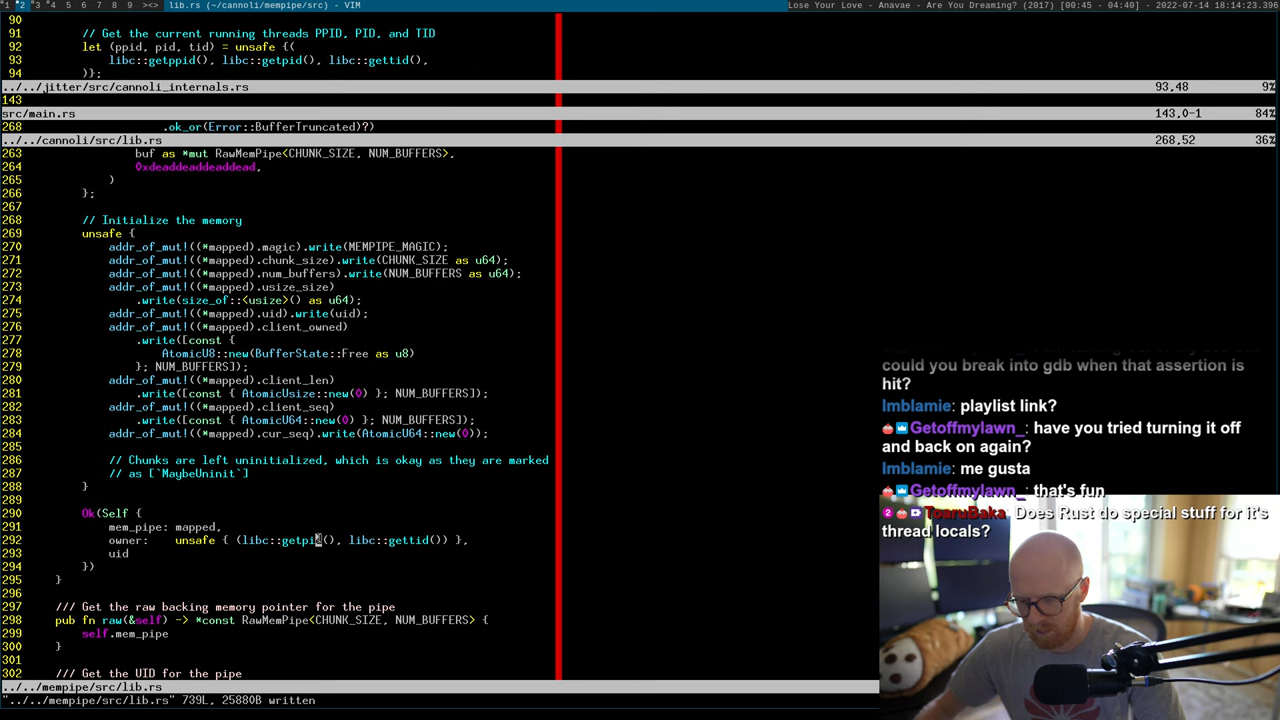 1 2 3 4 5 6 7 8 ><> lib.rs (~/cannoli/mempipe/src) - VIM
Lose Your Love - Anavae - Are You Dreaming? (2017) [00:45 - 04:40] - 2022-07-14 18:14:23.396
90
91 // Get the current running threads PPID, PID, and TID
92 let (ppid, pid, tid) = unsafe {(
93 libc::getppid(), libc::getpid(), libc::gettid(),
94 )};
../../jitter/src/cannoli_internals.rs 93,48 9%
143
src/main.rs 143,0-1 84%
268 .ok_or(Error::BufferTruncated)?)
../../cannoli/src/lib.rs 268,52 36%
263 buf as *mut RawMemPipe<CHUNK_SIZE, NUM_BUFFERS>,
264 0xdeaddeaddeaddead,
265 )
266 };
267
268 // Initialize the memory
269 unsafe {
270 addr_of_mut!((*mapped).magic).write(MEMPIPE_MAGIC);
271 addr_of_mut!((*mapped).chunk_size).write(CHUNK_SIZE as u64);
272 addr_of_mut!((*mapped).num_buffers).write(NUM_BUFFERS as u64);
273 addr_of_mut!((*mapped).usize_size)
274 .write(size_of::<usize>() as u64);
275 addr_of_mut!((*mapped).uid).write(uid);
276 addr_of_mut!((*mapped).client_owned)
277 .write([const {
278 AtomicU8::new(BufferState::Free as u8)
279 }; NUM_BUFFERS]);
280 addr_of_mut!((*mapped).client_len)
281 .write([const { AtomicUsize::new(0) }; NUM_BUFFERS]);
282 addr_of_mut!((*mapped).client_seq)
283 .write([const { AtomicU64::new(0) }; NUM_BUFFERS]);
284 addr_of_mut!((*mapped).cur_seq).write(AtomicU64::new(0));
285
286 // Chunks are left uninitialized, which is okay as they are marked
287 // as [`MaybeUninit`]
288 }
289
290 Ok(Self {
291 mem_pipe: mapped,
292 owner: unsafe { (libc::getpid(), libc::gettid()) },
293 uid
294 })
295 }
296
297 /// Get the raw backing memory pointer for the pipe
298 pub fn raw(&self) -> *const RawMemPipe<CHUNK_SIZE, NUM_BUFFERS> {
299 self.mem_pipe
300 }
301
302 /// Get the UID for the pipe
../../mempipe/src/lib.rs
"../../mempipe/src/lib.rs" 739L, 25880B written
could you break into gdb when that assertion is
hit?
Imblamie: playlist link?
Getoffmylawn_: have you tried turning it off
and back on again?
Imblamie: me gusta
Getoffmylawn_: that's fun
ToaruBaka: Does Rust do special stuff for it's
thread locals?